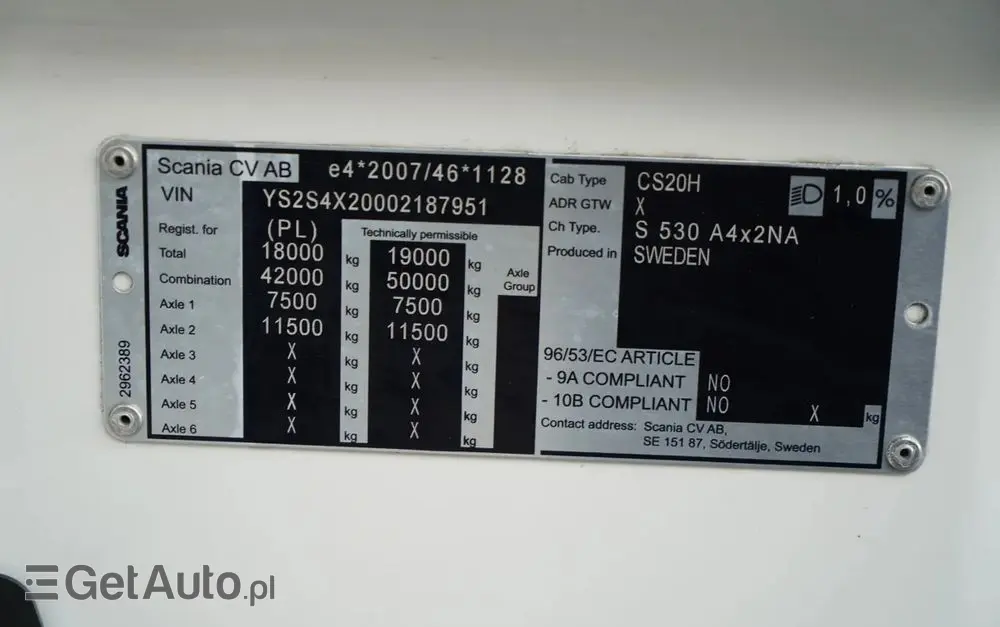 SCANIA
2962389
Scania CV AB e4*2007/46*1128
VIN YS2S4X20002187951
Regist. for (PL) Technically permissible
Total 18000 kg 19000 kg
Combination 42000 kg 50000 kg Axle Group
Axle 1 7500 kg 7500 kg
Axle 2 11500 kg 11500 kg
Axle 3 X kg X kg
Axle 4 X kg X kg
Axle 5 X kg X kg
Axle 6 X kg X kg
Cab Type CS20H 1,0 %
ADR GTW X
Ch Type. S 530 A4x2NA
Produced in SWEDEN
96/53/EC ARTICLE
- 9A COMPLIANT NO
- 10B COMPLIANT NO X kg
Contact address: Scania CV AB,
SE 151 87, Södertälje, Sweden
GetAuto.pl